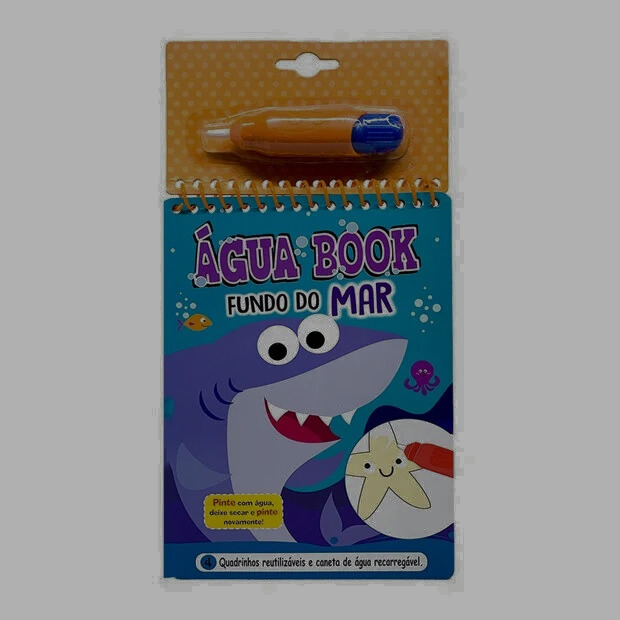 ÁGUA BOOK
FUNDO DO MAR
Pinte com água,
deixe secar e pinte
novamente!
4 Quadrinhos reutilizáveis e caneta de água recarregável.